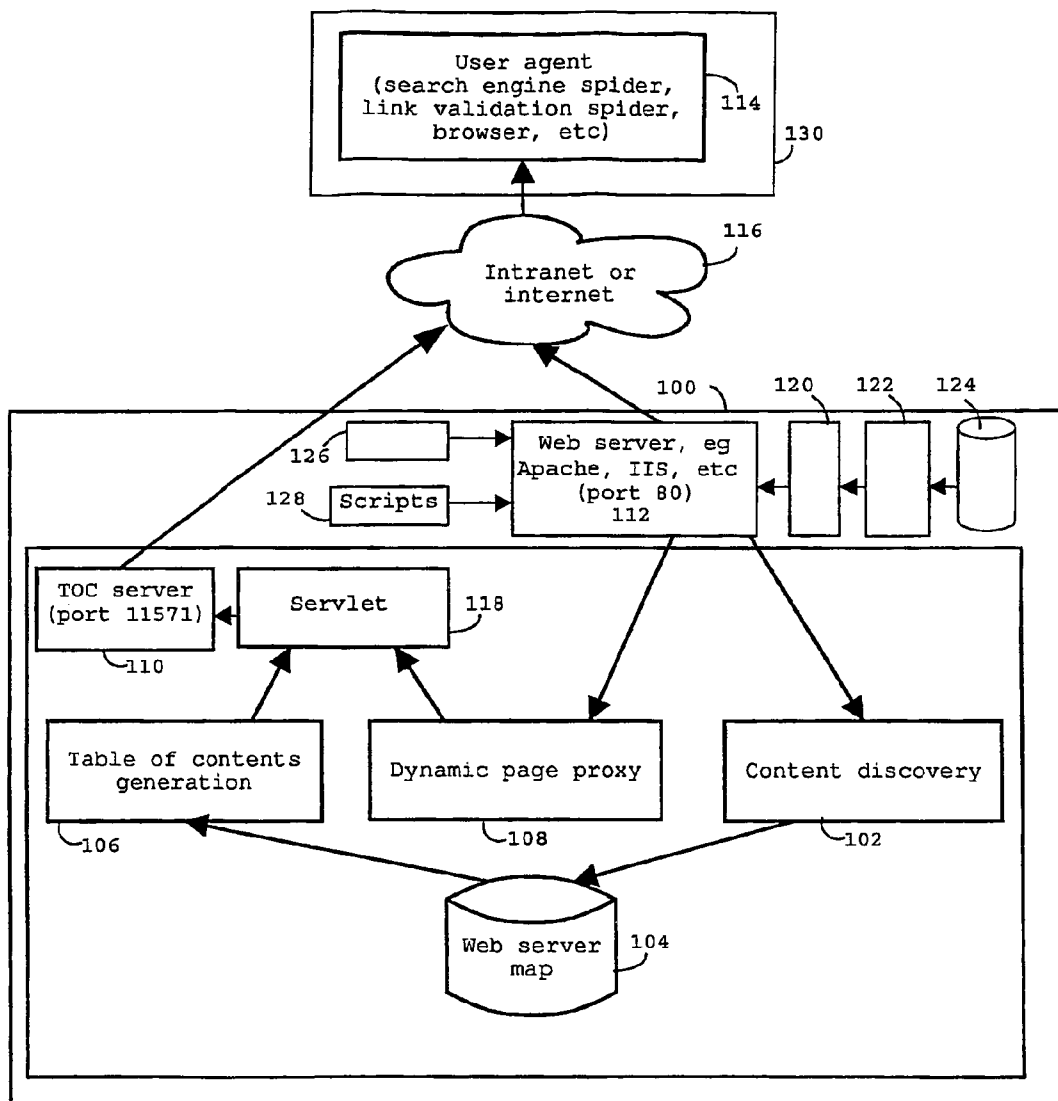 User agent
(search engine spider,
link validation spider,
browser, etc)
114
130
116
Intranet or
internet
100
120
122
124
126
Web server, eg
Apache, IIS, etc
(port 80)
112
128
Scripts
TOC server
(port 11571)
110
Servlet
118
Table of contents
generation
106
Dynamic page proxy
108
Content discovery
102
Web server
map
104